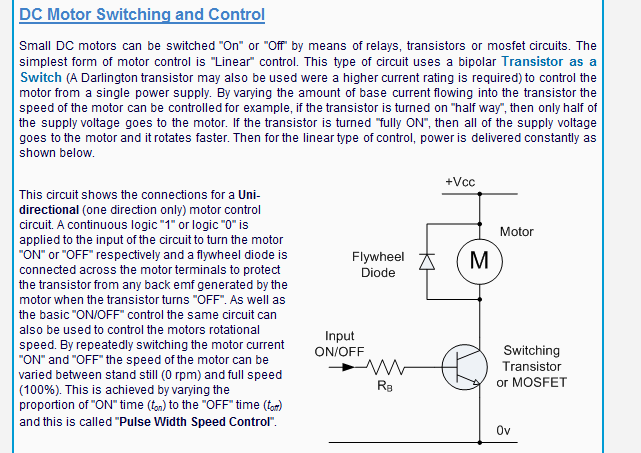 DC Motor Switching and Control
Small DC motors can be switched "On" or "Off" by means of relays, transistors or mosfet circuits. The
simplest form of motor control is "Linear" control. This type of circuit uses a bipolar Transistor as a
Switch (A Darlington transistor may also be used were a higher current rating is required) to control the
motor from a single power supply. By varying the amount of base current flowing into the transistor the
speed of the motor can be controlled for example, if the transistor is turned on "half way", then only half of
the supply voltage goes to the motor. If the transistor is turned "fully ON", then all of the supply voltage
goes to the motor and it rotates faster. Then for the linear type of control, power is delivered constantly as
shown below.
This circuit shows the connections for a Uni-
directional (one direction only) motor control
circuit. A continuous logic "1" or logic "0" is
applied to the input of the circuit to turn the motor
"ON" or "OFF" respectively and a flywheel diode is
connected across the motor terminals to protect
the transistor from any back emf generated by the
motor when the transistor turns "OFF". As well as
the basic "ON/OFF" control the same circuit can
also be used to control the motors rotational
speed. By repeatedly switching the motor current
"ON" and "OFF" the speed of the motor can be
varied between stand still (0 rpm) and full speed
(100%). This is achieved by varying the
proportion of "ON" time (ton) to the "OFF" time (toff)
and this is called "Pulse Width Speed Control".
+Vcc
Motor
Flywheel
Diode
M
Input
ON/OFF
RB
Switching
Transistor
or MOSFET
0v